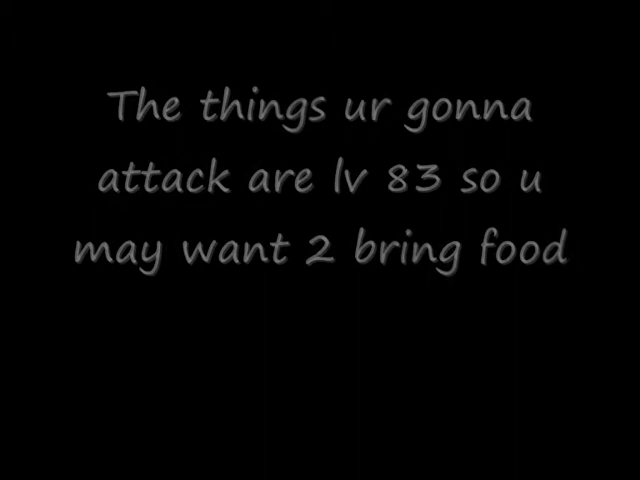 The things ur gonna
attack are lv 83 so u
may want 2 bring food